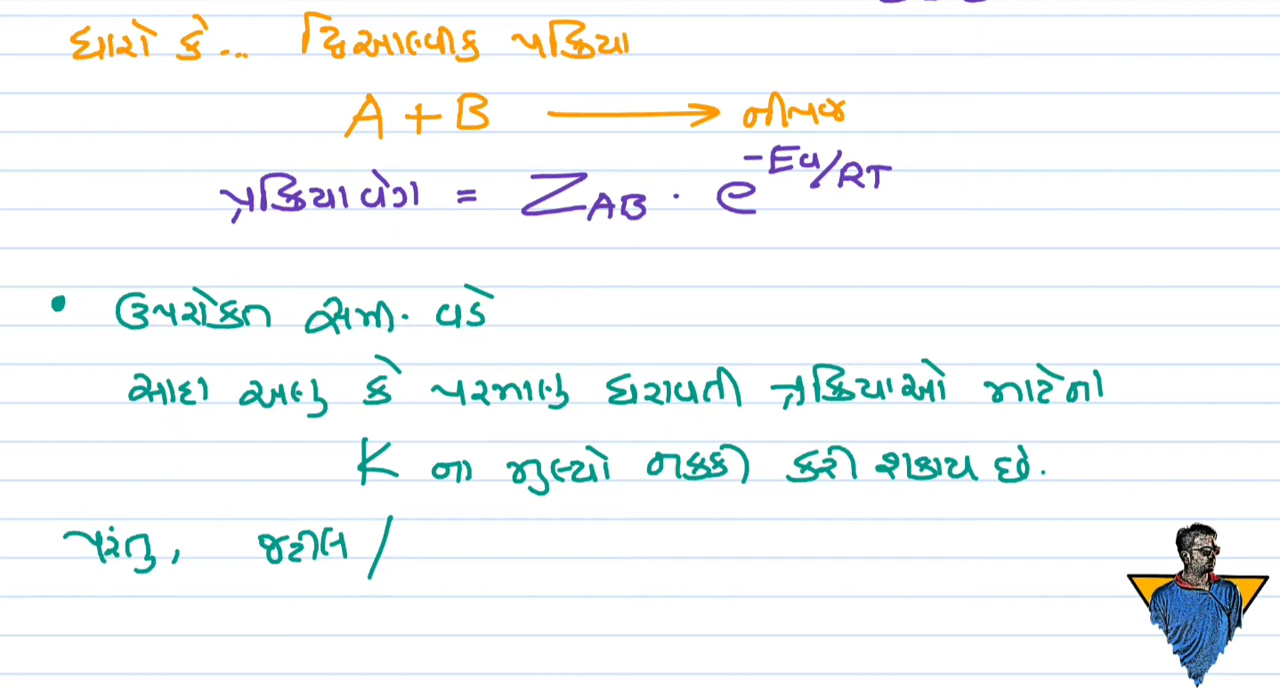 ધારો કે... દ્વિઆણ્વીક પ્રક્રિયા
A + B ⟶ નીપજ
પ્રક્રિયા વેગ = Z_AB · e^-Ea/RT
• ઉપરોક્ત સમી. વડે
સાદા અણુ કે પરમાણુ ધરાવતી પ્રક્રિયાઓ માટેનાં
K ના મુલ્યો નક્કી કરી શકાય છે.
પરંતુ, જટીલ /